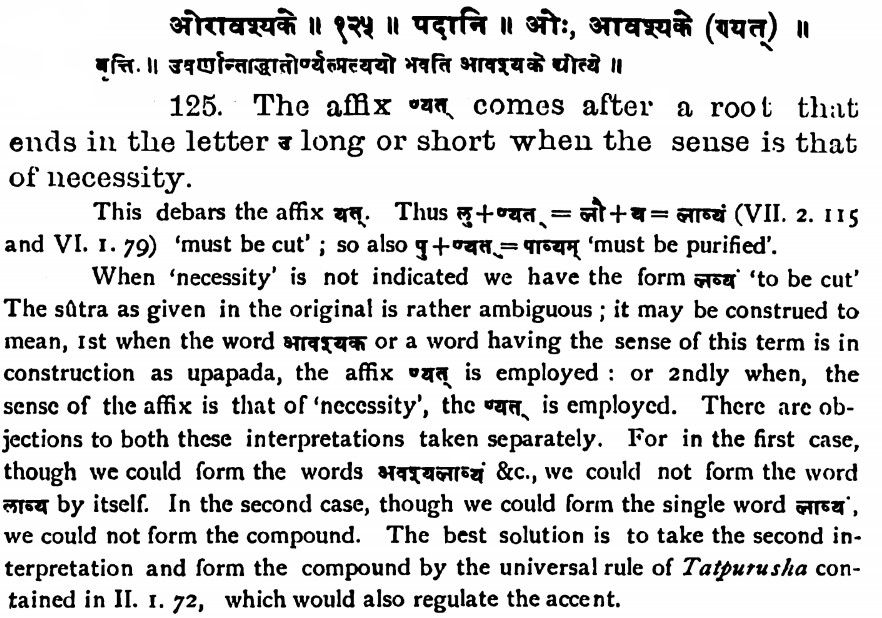 ओरावश्यके ॥ १२५ ॥ पदानि ॥ ओः, आवश्यके (ण्यत्) ॥
वृत्ति. ॥ उवर्णान्ताद्धातोर्ण्यत्प्रत्ययो भवति आवश्यके द्योत्ये ॥
125. The affix ण्यत् comes after a root that
ends in the letter उ long or short when the sense is that
of necessity.
This debars the affix यत्. Thus लु+ण्यत् = लौ+य= लाव्यं (VII. 2. 115
and VI. 1. 79) 'must be cut' ; so also पु+ण्यत्=पाव्यम् 'must be purified'.
When 'necessity' is not indicated we have the form लव्यं 'to be cut'
The sûtra as given in the original is rather ambiguous ; it may be construed to
mean, 1st when the word आवश्यक or a word having the sense of this term is in
construction as upapada, the affix ण्यत् is employed : or 2ndly when, the
sense of the affix is that of 'necessity', the ण्यत् is employed. There are ob-
jections to both these interpretations taken separately. For in the first case,
though we could form the words अवश्यलाव्यं &c., we could not form the word
लाव्य by itself. In the second case, though we could form the single word लाव्यं,
we could not form the compound. The best solution is to take the second in-
terpretation and form the compound by the universal rule of Tatpurusha con-
tained in II. 1. 72, which would also regulate the accent.